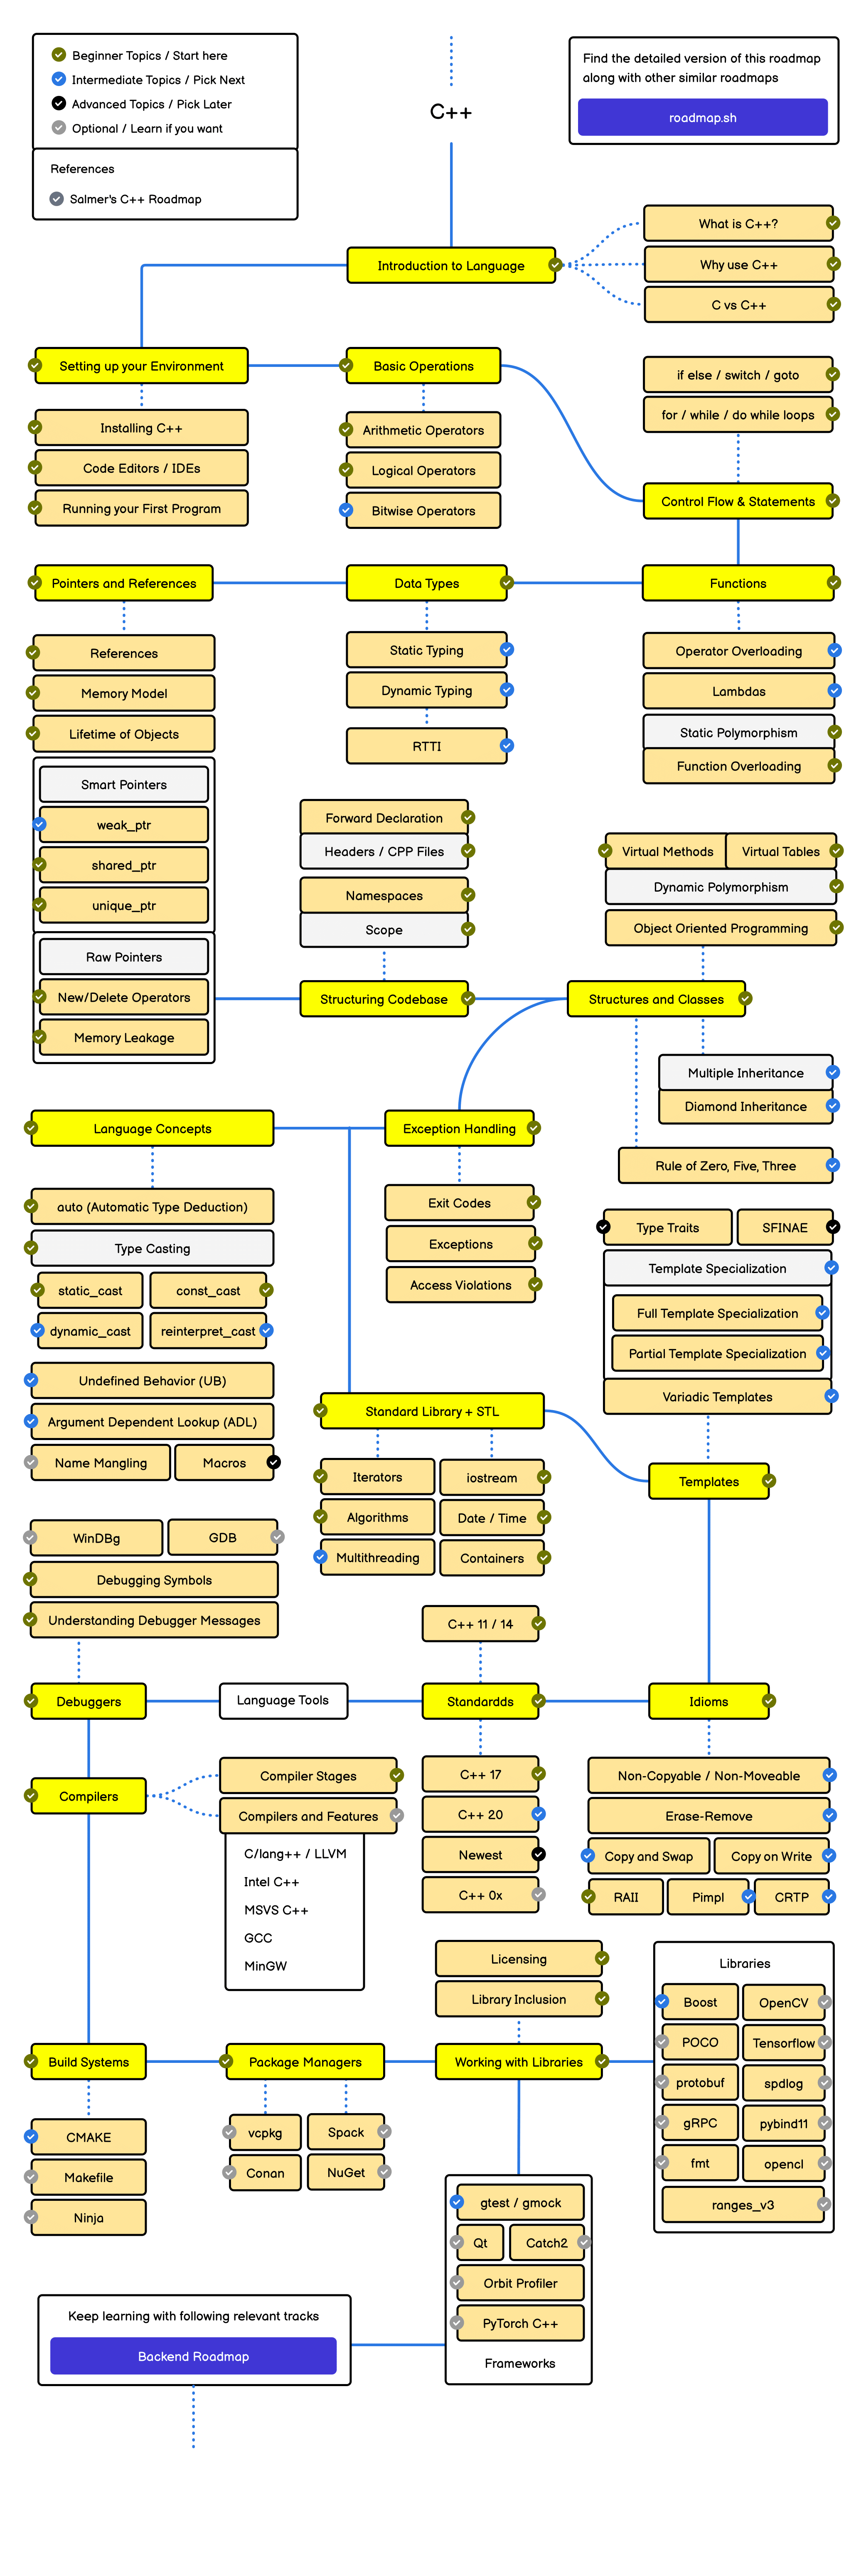 Beginner Topics / Start here
Intermediate Topics / Pick Next
Advanced Topics / Pick Later
Optional / Learn if you want
References
Salmer's C++ Roadmap
C++
Find the detailed version of this roadmap
along with other similar roadmaps
roadmap.sh
What is C++?
Why use C++
C vs C++
Introduction to Language
Setting up your Environment
Installing C++
Code Editors / IDEs
Running your First Program
Basic Operations
Arithmetic Operators
Logical Operators
Bitwise Operators
if else / switch / goto
for / while / do while loops
Control Flow & Statements
Pointers and References
Data Types
Functions
References
Memory Model
Lifetime of Objects
Smart Pointers
weak_ptr
shared_ptr
unique_ptr
Raw Pointers
New/Delete Operators
Memory Leakage
Static Typing
Dynamic Typing
RTTI
Operator Overloading
Lambdas
Static Polymorphism
Function Overloading
Forward Declaration
Headers / CPP Files
Namespaces
Scope
Structuring Codebase
Virtual Methods
Virtual Tables
Dynamic Polymorphism
Object Oriented Programming
Structures and Classes
Multiple Inheritance
Diamond Inheritance
Rule of Zero, Five, Three
Language Concepts
Exception Handling
auto (Automatic Type Deduction)
Type Casting
static_cast
const_cast
dynamic_cast
reinterpret_cast
Undefined Behavior (UB)
Argument Dependent Lookup (ADL)
Name Mangling
Macros
Exit Codes
Exceptions
Access Violations
Type Traits
SFINAE
Template Specialization
Full Template Specialization
Partial Template Specialization
Variadic Templates
Standard Library + STL
Iterators
iostream
Algorithms
Date / Time
Multithreading
Containers
Templates
WinDBg
GDB
Debugging Symbols
Understanding Debugger Messages
C++ 11 / 14
Debuggers
Language Tools
Standardds
Idioms
Compilers
Compiler Stages
Compilers and Features
C/lang++ / LLVM
Intel C++
MSVS C++
GCC
MinGW
C++ 17
C++ 20
Newest
C++ 0x
Non-Copyable / Non-Moveable
Erase-Remove
Copy and Swap
Copy on Write
RAII
Pimpl
CRTP
Licensing
Library Inclusion
Build Systems
Package Managers
Working with Libraries
Libraries
Boost
OpenCV
POCO
Tensorflow
protobuf
spdlog
gRPC
pybind11
fmt
opencl
ranges_v3
CMAKE
Makefile
Ninja
vcpkg
Spack
Conan
NuGet
gtest / gmock
Qt
Catch2
Orbit Profiler
PyTorch C++
Frameworks
Keep learning with following relevant tracks
Backend Roadmap